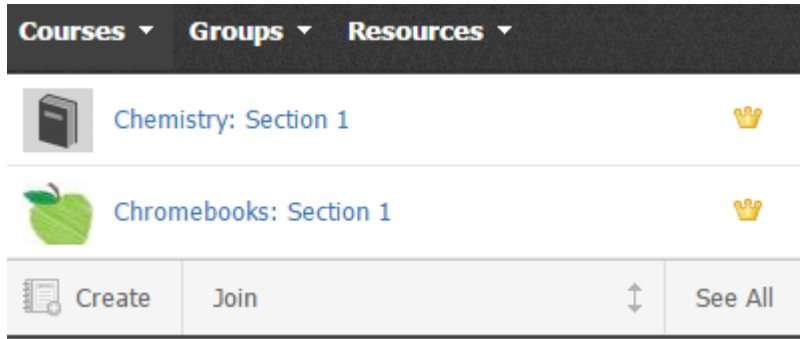 Courses Groups Resources
Chemistry: Section 1
Chromebooks: Section 1
Create Join See All